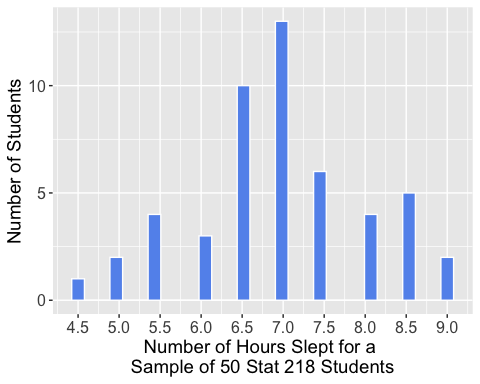 Number of Students
10
5
0
4.5 5.0 5.5 6.0 6.5 7.0 7.5 8.0 8.5 9.0
Number of Hours Slept for a
Sample of 50 Stat 218 Students